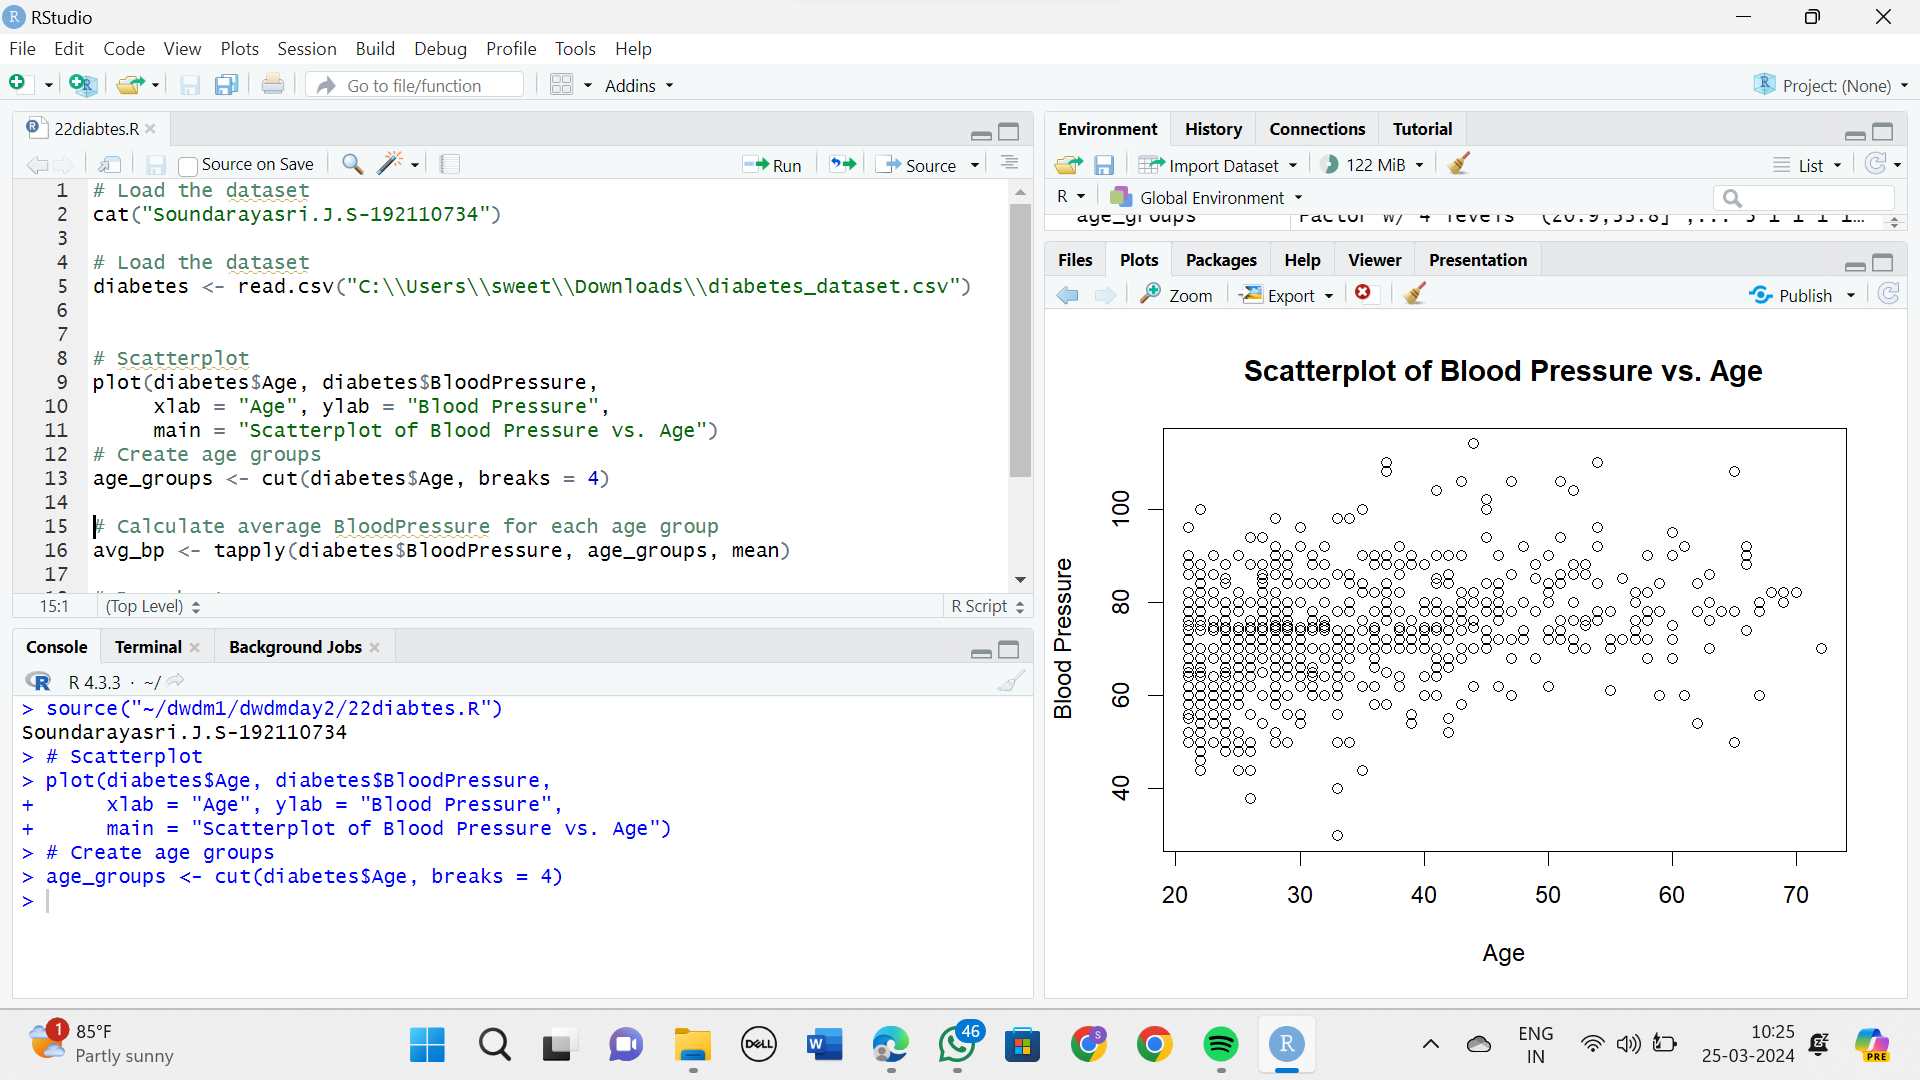 RStudio
File Edit Code View Plots Session Build Debug Profile Tools Help
Go to file/function Addins Project: (None)
22diabtes.R
Source on Save Run Source
1 # Load the dataset
2 cat("Soundarayasri.J.S-192110734")
3
4 # Load the dataset
5 diabetes <- read.csv("C:\\Users\\sweet\\Downloads\\diabetes_dataset.csv")
6
7
8 # Scatterplot
9 plot(diabetes$Age, diabetes$BloodPressure,
10 xlab = "Age", ylab = "Blood Pressure",
11 main = "Scatterplot of Blood Pressure vs. Age")
12 # Create age groups
13 age_groups <- cut(diabetes$Age, breaks = 4)
14
15 # Calculate average BloodPressure for each age group
16 avg_bp <- tapply(diabetes$BloodPressure, age_groups, mean)
17
15:1 (Top Level) R Script
Console Terminal Background Jobs
R 4.3.3 · ~/
> source("~/dwdm1/dwdmday2/22diabtes.R")
Soundarayasri.J.S-192110734
> # Scatterplot
> plot(diabetes$Age, diabetes$BloodPressure,
+ xlab = "Age", ylab = "Blood Pressure",
+ main = "Scatterplot of Blood Pressure vs. Age")
> # Create age groups
> age_groups <- cut(diabetes$Age, breaks = 4)
>
Environment History Connections Tutorial
Import Dataset 122 MiB List
R Global Environment
age_groups Factor w/ 4 levels "(20.9,33.8]",..: 3 1 1 1 1…
Files Plots Packages Help Viewer Presentation
Zoom Export Publish
Scatterplot of Blood Pressure vs. Age
Blood Pressure
100
80
60
40
20 30 40 50 60 70
Age
1 85°F
Partly sunny
DELL
W
46
S
R
ENG
IN
10:25
25-03-2024
PRE